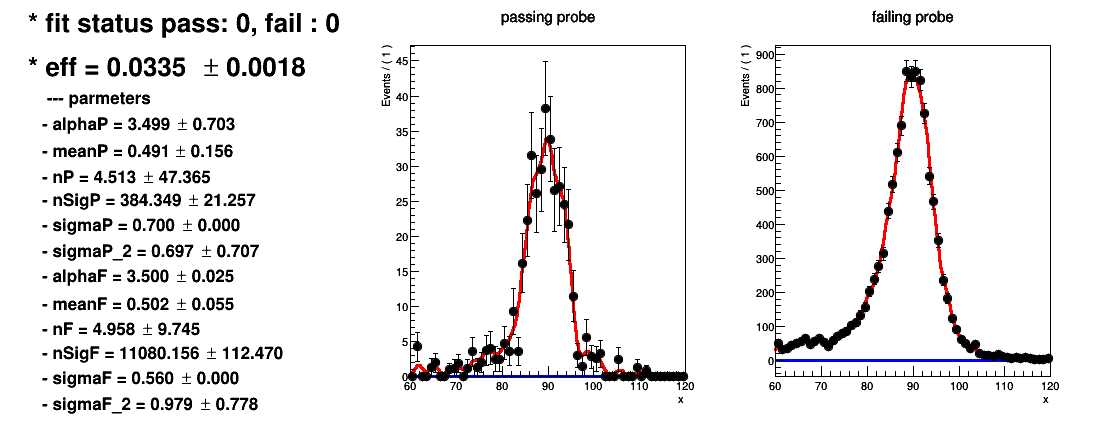 * fit status pass: 0, fail : 0
* eff = 0.0335 ± 0.0018
--- parmeters
- alphaP = 3.499 ± 0.703
- meanP = 0.491 ± 0.156
- nP = 4.513 ± 47.365
- nSigP = 384.349 ± 21.257
- sigmaP = 0.700 ± 0.000
- sigmaP_2 = 0.697 ± 0.707
- alphaF = 3.500 ± 0.025
- meanF = 0.502 ± 0.055
- nF = 4.958 ± 9.745
- nSigF = 11080.156 ± 112.470
- sigmaF = 0.560 ± 0.000
- sigmaF_2 = 0.979 ± 0.778
passing probe
Events / ( 1 )
45
40
35
30
25
20
15
10
5
0
60 70 80 90 100 110 120
x
failing probe
Events / ( 1 )
900
800
700
600
500
400
300
200
100
0
60 70 80 90 100 110 120
x